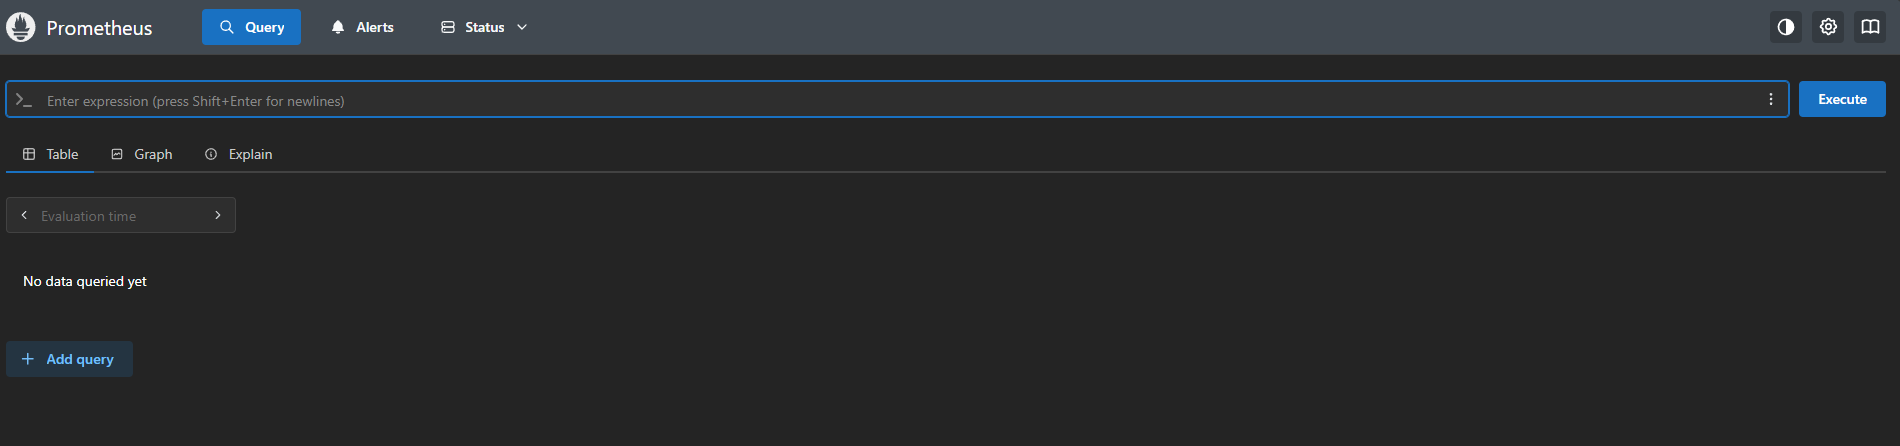 Prometheus Query Alerts Status
Enter expression (press Shift+Enter for newlines) Execute
Table Graph Explain
Evaluation time
No data queried yet
Add query